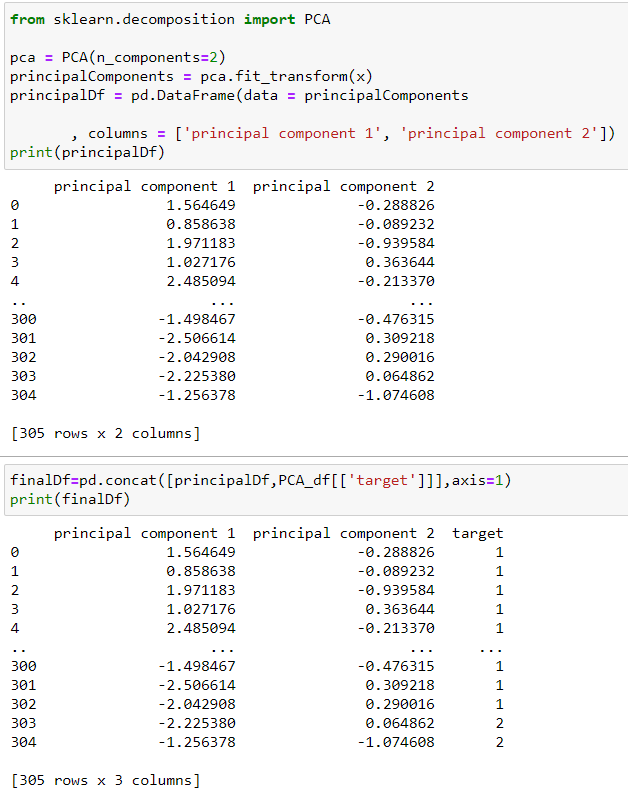 from sklearn.decomposition import PCA
pca = PCA(n_components=2)
principalComponents = pca.fit_transform(x)
principalDf = pd.DataFrame(data = principalComponents
, columns = ['principal component 1', 'principal component 2'])
print(principalDf)
principal component 1  principal component 2
0 1.564649 -0.288826
1 0.858638 -0.089232
2 1.971183 -0.939584
3 1.027176 0.363644
4 2.485094 -0.213370
.. ... ...
300 -1.498467 -0.476315
301 -2.506614 0.309218
302 -2.042908 0.290016
303 -2.225380 0.064862
304 -1.256378 -1.074608
[305 rows x 2 columns]
finalDf=pd.concat([principalDf,PCA_df[['target']]],axis=1)
print(finalDf)
principal component 1  principal component 2  target
0 1.564649 -0.288826 1
1 0.858638 -0.089232 1
2 1.971183 -0.939584 1
3 1.027176 0.363644 1
4 2.485094 -0.213370 1
.. ... ... ...
300 -1.498467 -0.476315 1
301 -2.506614 0.309218 1
302 -2.042908 0.290016 1
303 -2.225380 0.064862 2
304 -1.256378 -1.074608 2
[305 rows x 3 columns]